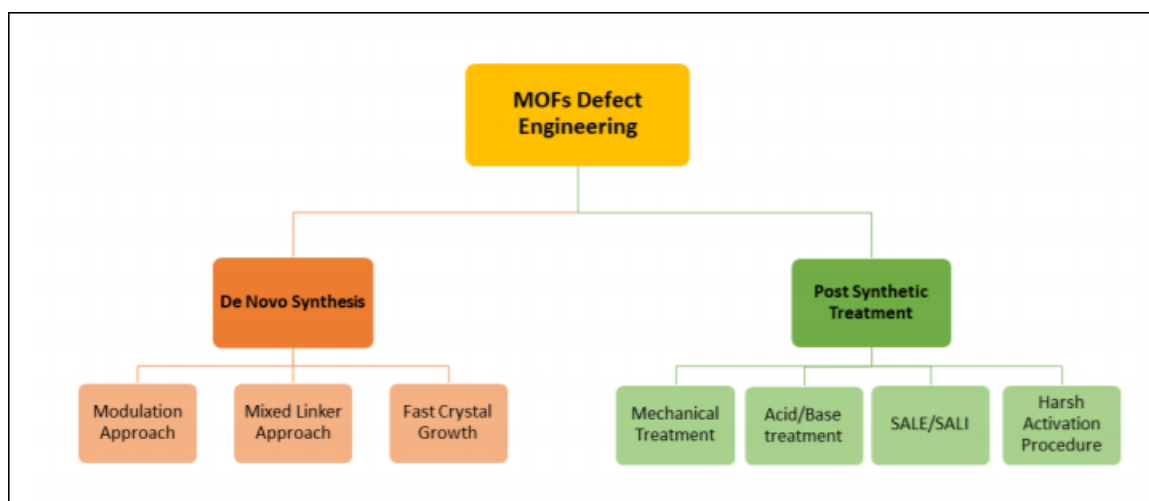 MOFs Defect
Engineering
De Novo Synthesis
Post Synthetic
Treatment
Modulation
Approach
Mixed Linker
Approach
Fast Crystal
Growth
Mechanical
Treatment
Acid/Base
treatment
SALE/SALI
Harsh
Activation
Procedure